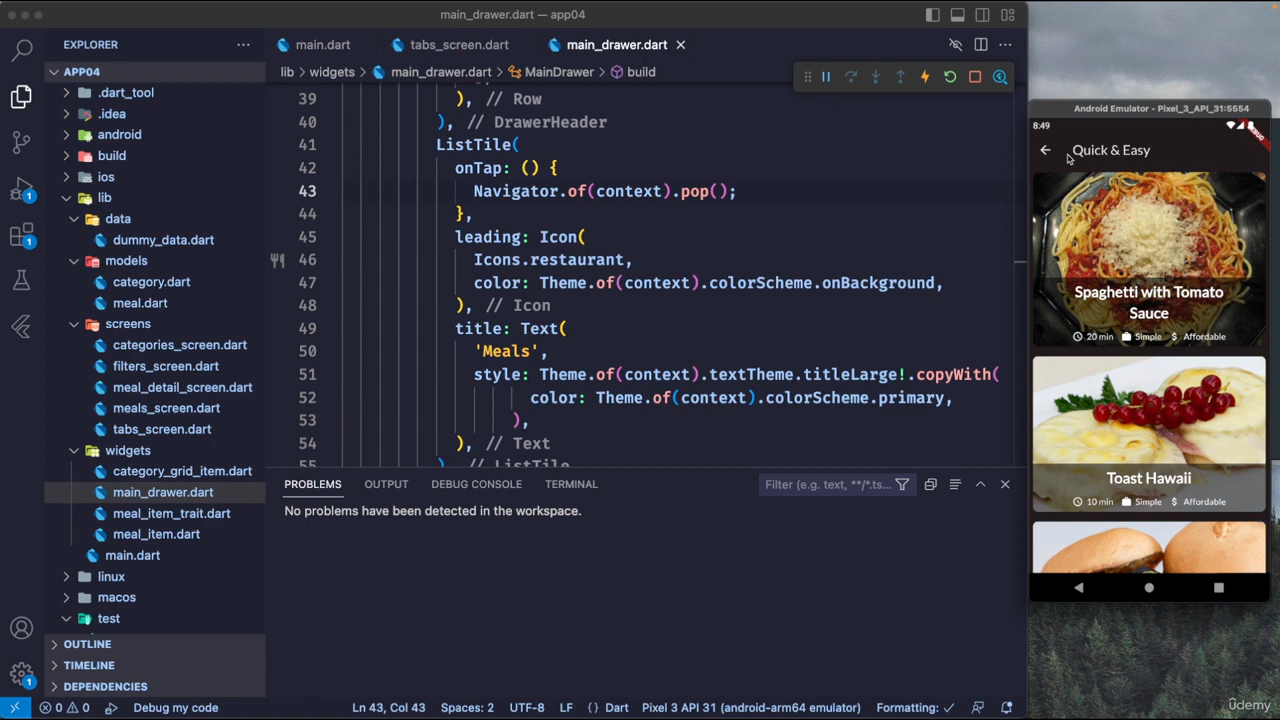 main_drawer.dart — app04
EXPLORER
APP04
.dart_tool
.idea
android
build
ios
lib
data
dummy_data.dart
models
category.dart
meal.dart
screens
categories_screen.dart
filters_screen.dart
meal_detail_screen.dart
meals_screen.dart
tabs_screen.dart
widgets
category_grid_item.dart
main_drawer.dart
meal_item_trait.dart
meal_item.dart
main.dart
linux
macos
test
OUTLINE
TIMELINE
DEPENDENCIES
1
1
1
main.dart
tabs_screen.dart
main_drawer.dart
lib > widgets > main_drawer.dart > MainDrawer > build
39 ), // Row
40 ), // DrawerHeader
41 ListTile(
42 onTap: () {
43 Navigator.of(context).pop();
44 },
45 leading: Icon(
46 Icons.restaurant,
47 color: Theme.of(context).colorScheme.onBackground,
48 ), // Icon
49 title: Text(
50 'Meals',
51 style: Theme.of(context).textTheme.titleLarge!.copyWith(
52 color: Theme.of(context).colorScheme.primary,
53 ),
54 ), // Text
55 ) // ListTile
PROBLEMS
OUTPUT
DEBUG CONSOLE
TERMINAL
Filter (e.g. text, **/*.ts...
No problems have been detected in the workspace.
0 0 Debug my code
Ln 43, Col 43 Spaces: 2 UTF-8 LF { } Dart Pixel 3 API 31 (android-arm64 emulator) Formatting: ✓
Android Emulator - Pixel_3_API_31:5554
8:49
DEBUG
Quick & Easy
Spaghetti with Tomato
Sauce
20 min Simple $ Affordable
Toast Hawaii
10 min Simple $ Affordable
ûdemy